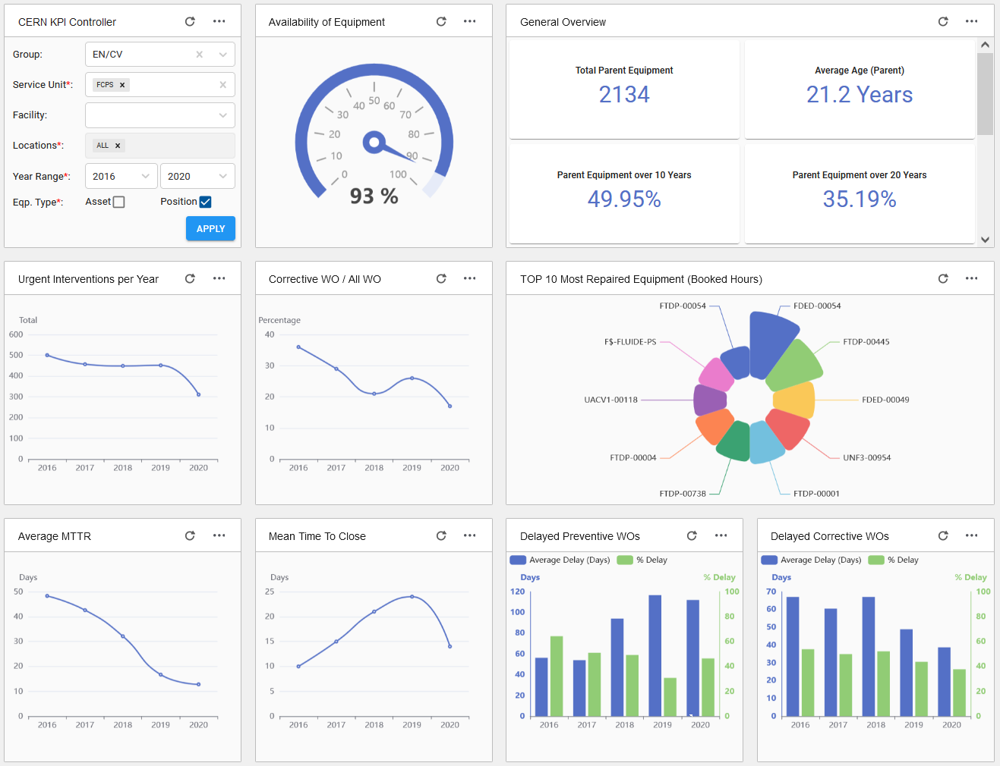 CERN KPI Controller
Group:
EN/CV
Service Unit*:
FCPS
Facility:
Locations*:
ALL
Year Range*:
2016
2020
Eqp. Type*:
Asset
Position
APPLY
Availability of Equipment
0
10
20
30
40
50
60
70
80
90
100
93 %
General Overview
Total Parent Equipment
2134
Average Age (Parent)
21.2 Years
Parent Equipment over 10 Years
49.95%
Parent Equipment over 20 Years
35.19%
Urgent Interventions per Year
Total
600
500
400
300
200
100
0
2016 2017 2018 2019 2020
Corrective WO / All WO
Percentage
40
30
20
10
0
2016 2017 2018 2019 2020
TOP 10 Most Repaired Equipment (Booked Hours)
FTDP-00054
FDED-00054
F$-FLUIDE-PS
FTDP-00445
UACV1-00118
FDED-00049
FTDP-00004
UNF3-00954
FTDP-00738
FTDP-00001
Average MTTR
Days
50
40
30
20
10
0
2016 2017 2018 2019 2020
Mean Time To Close
Days
25
20
15
10
5
0
2016 2017 2018 2019 2020
Delayed Preventive WOs
Average Delay (Days) % Delay
Days % Delay
120 100
100
80 80
80
60 60
60
40 40
40
20 20
20
0 0
2016 2017 2018 2019 2020
Delayed Corrective WOs
Average Delay (Days) % Delay
Days % Delay
70 100
60
80
50
60
40
30
40
20
20
10
0 0
2016 2017 2018 2019 2020